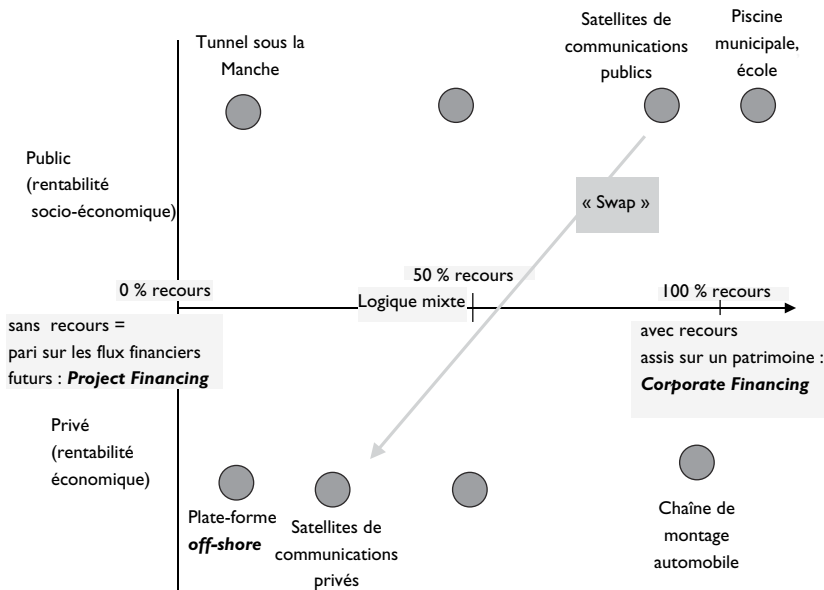 Tunnel sous la
Manche
Satellites de
communications
publics
Piscine
municipale,
école
Public
(rentabilité
socio-économique)
« Swap »
0 % recours
50 % recours
Logique mixte
100 % recours
sans recours =
pari sur les flux financiers
futurs : Project Financing
avec recours
assis sur un patrimoine :
Corporate Financing
Privé
(rentabilité
économique)
Plate-forme
off-shore
Satellites de
communications
privés
Chaîne de
montage
automobile